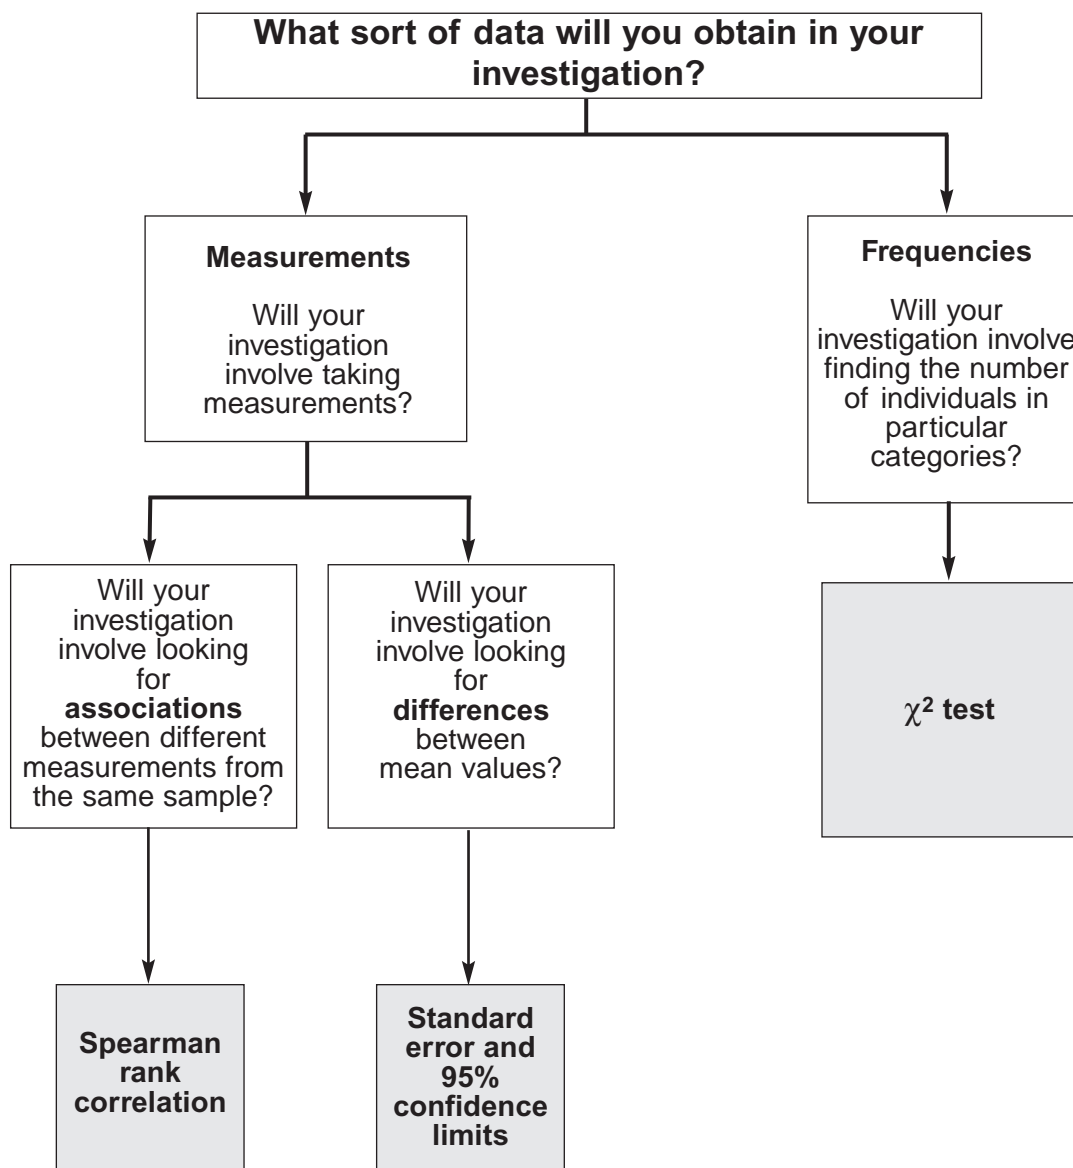 What sort of data will you obtain in your
investigation?
Measurements
Will your
investigation
involve taking
measurements?
Frequencies
Will your
investigation involve
finding the number
of individuals in
particular
categories?
Will your
investigation
involve looking
for
associations
between different
measurements from
the same sample?
Will your
investigation
involve looking
for
differences
between
mean values?
χ² test
Spearman
rank
correlation
Standard
error and
95%
confidence
limits